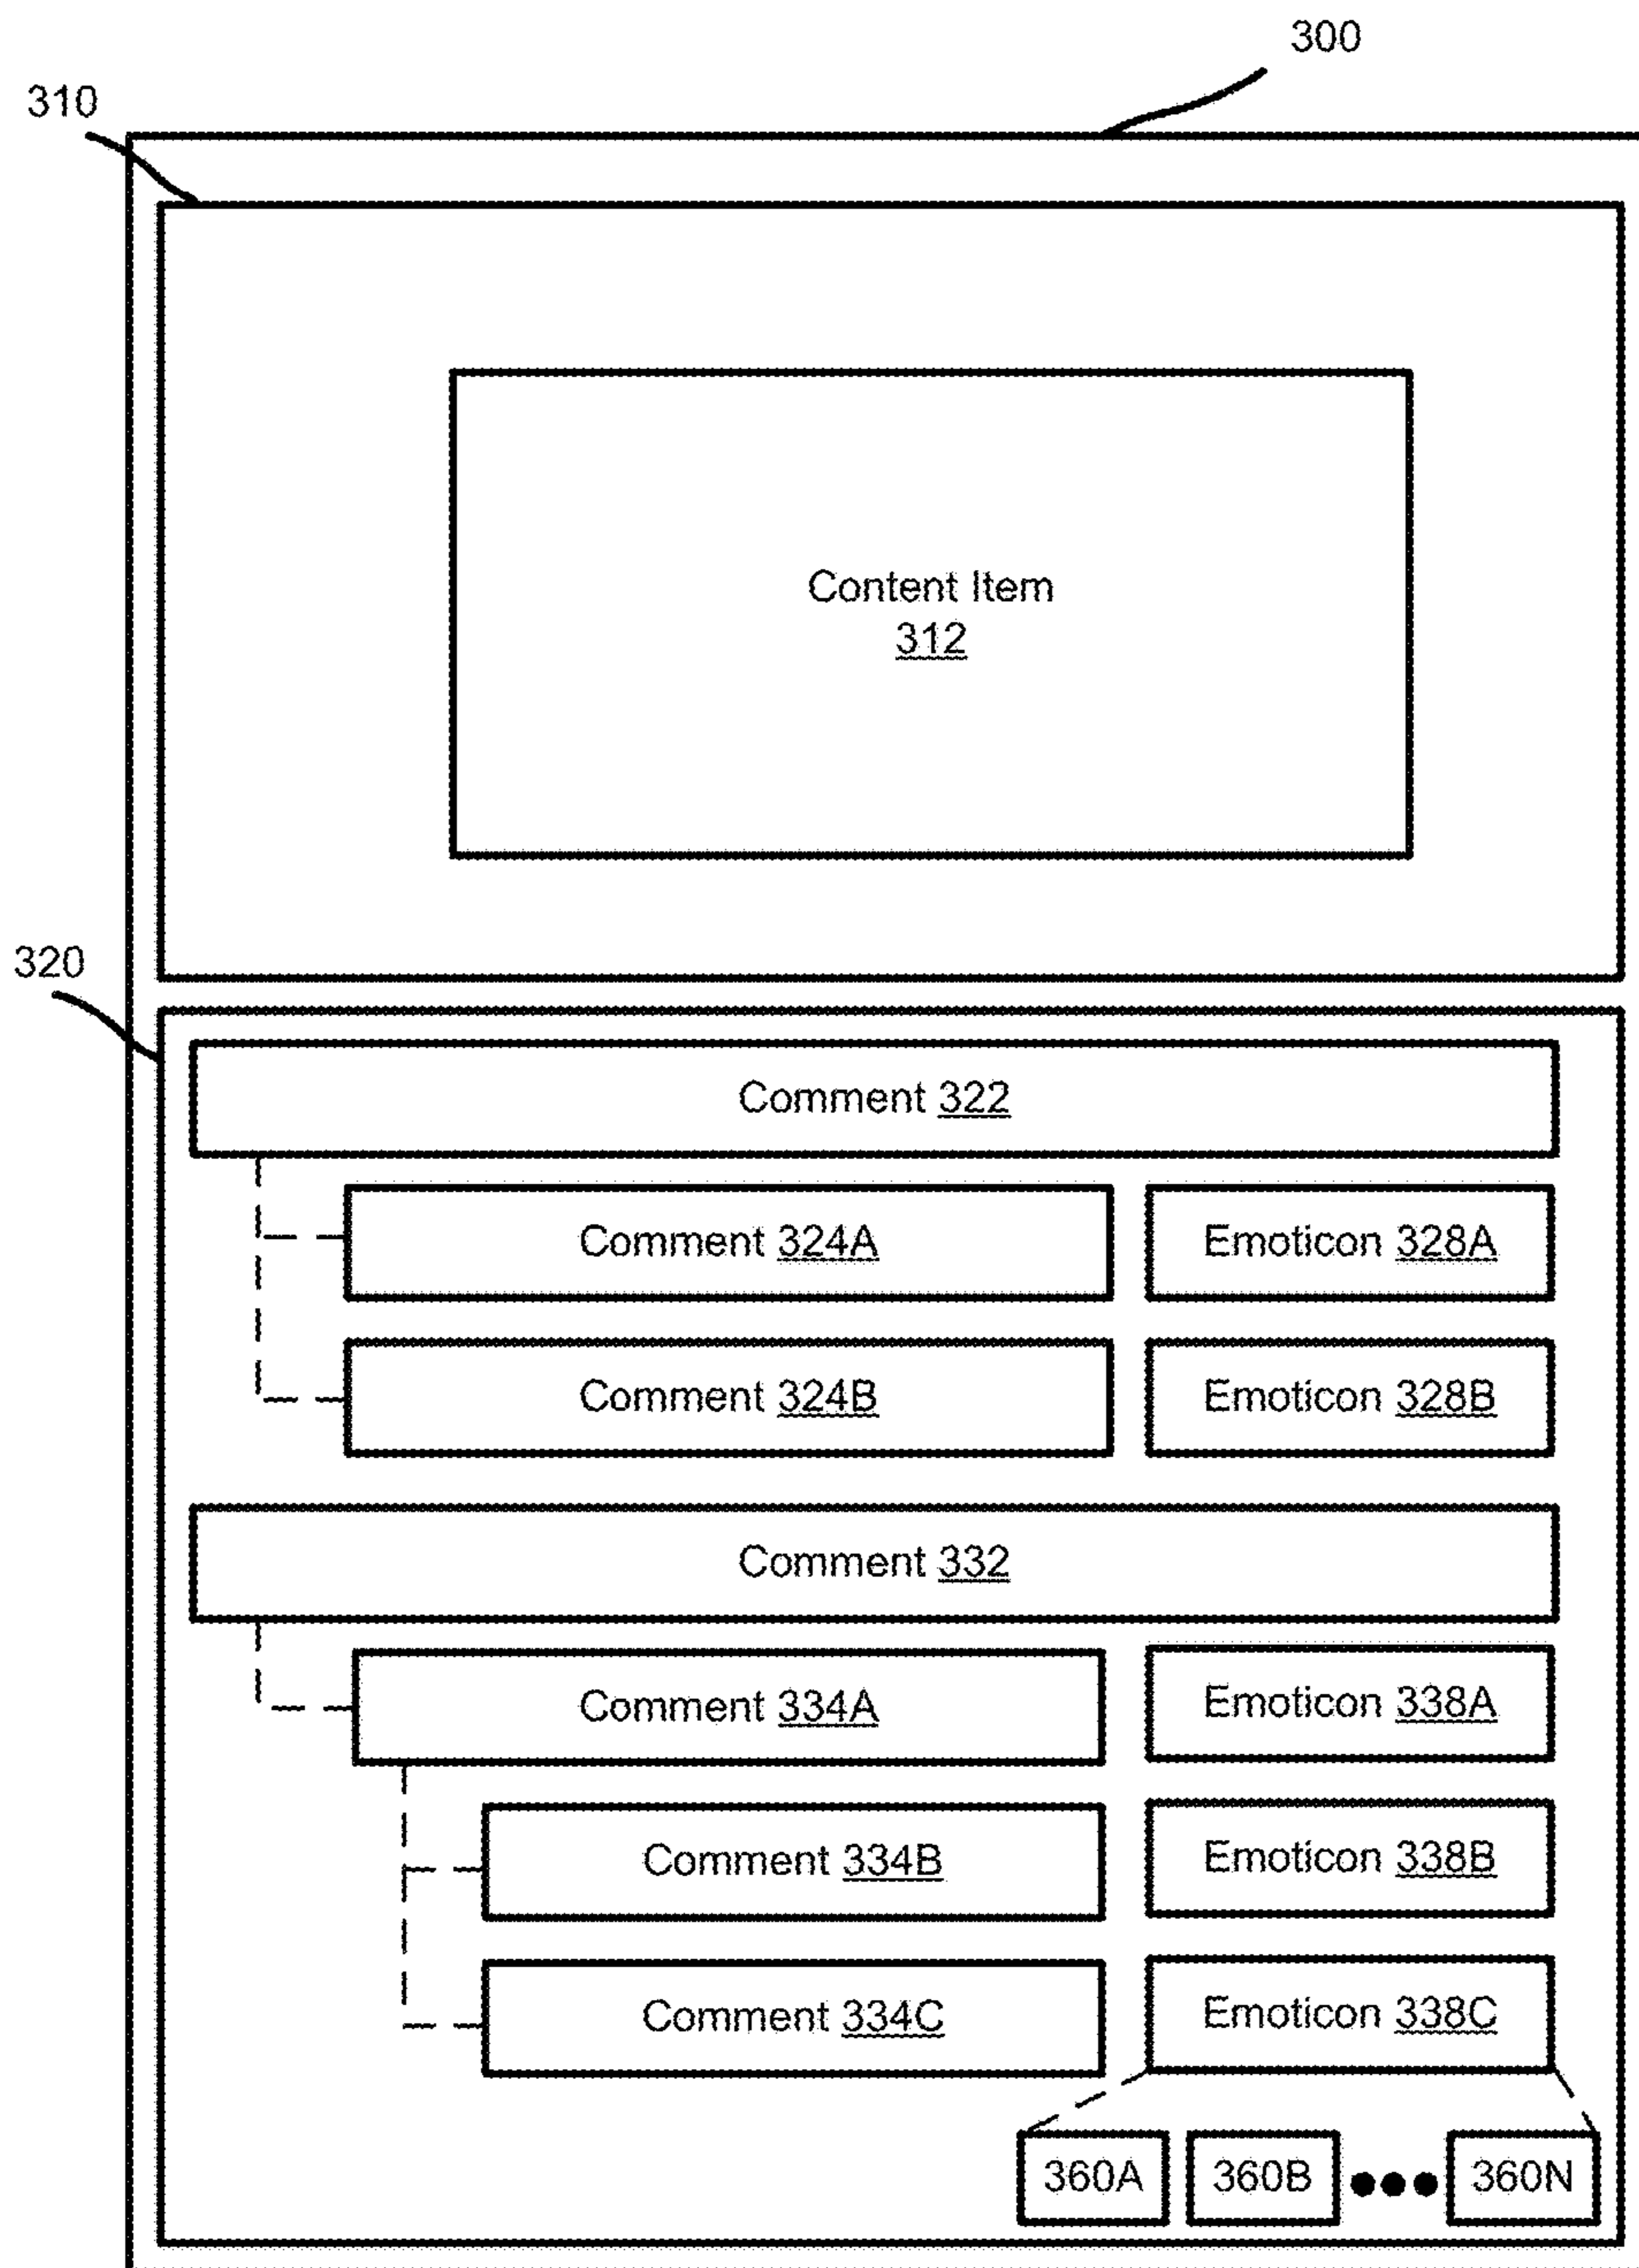 300
310
Content Item
312
320
Comment 322
Comment 324A
Emoticon 328A
Comment 324B
Emoticon 328B
Comment 332
Comment 334A
Emoticon 338A
Comment 334B
Emoticon 338B
Comment 334C
Emoticon 338C
360A
360B
360N